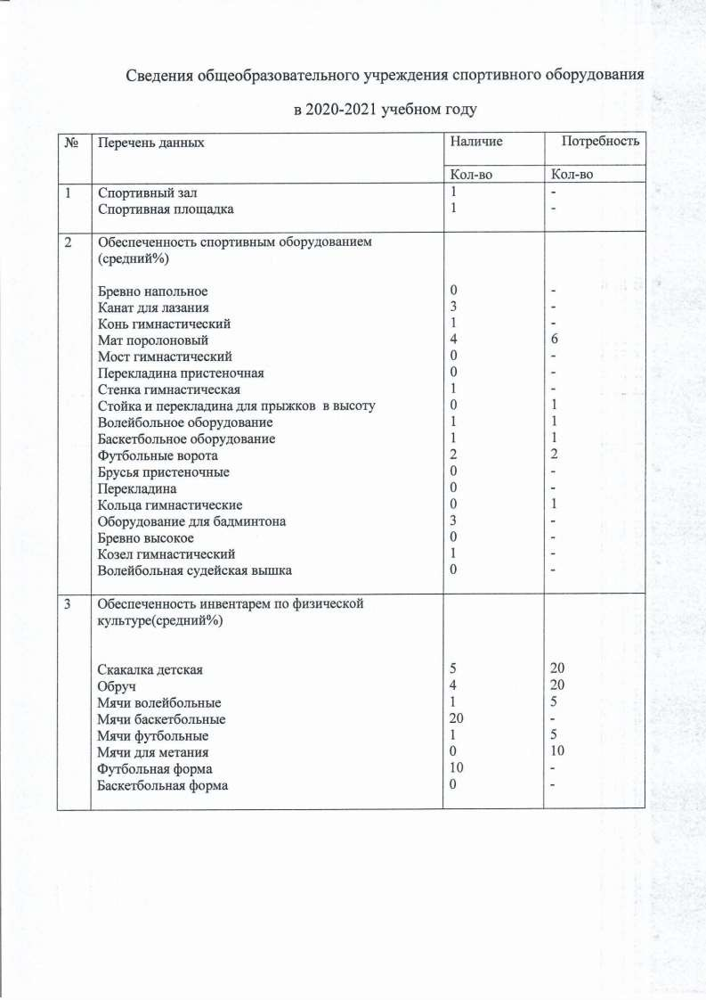 Сведения общеобразовательного учреждения спортивного оборудования
в 2020-2021 учебном году
№ Перечень данных Наличие Потребность
Кол-во Кол-во
1 Спортивный зал 1 -
Спортивная площадка 1 -
2 Обеспеченность спортивным оборудованием
(средний%)
Бревно напольное 0 -
Канат для лазания 3 -
Конь гимнастический 1 -
Мат поролоновый 4 6
Мост гимнастический 0 -
Перекладина пристеночная 0 -
Стенка гимнастическая 1 -
Стойка и перекладина для прыжков в высоту 0 1
Волейбольное оборудование 1 1
Баскетбольное оборудование 1 1
Футбольные ворота 2 2
Брусья пристеночные 0 -
Перекладина 0 -
Кольца гимнастические 0 1
Оборудование для бадминтона 3 -
Бревно высокое 0 -
Козел гимнастический 1 -
Волейбольная судейская вышка 0 -
3 Обеспеченность инвентарем по физической
культуре(средний%)
Скакалка детская 5 20
Обруч 4 20
Мячи волейбольные 1 5
Мячи баскетбольные 20 -
Мячи футбольные 1 5
Мячи для метания 0 10
Футбольная форма 10 -
Баскетбольная форма 0 -